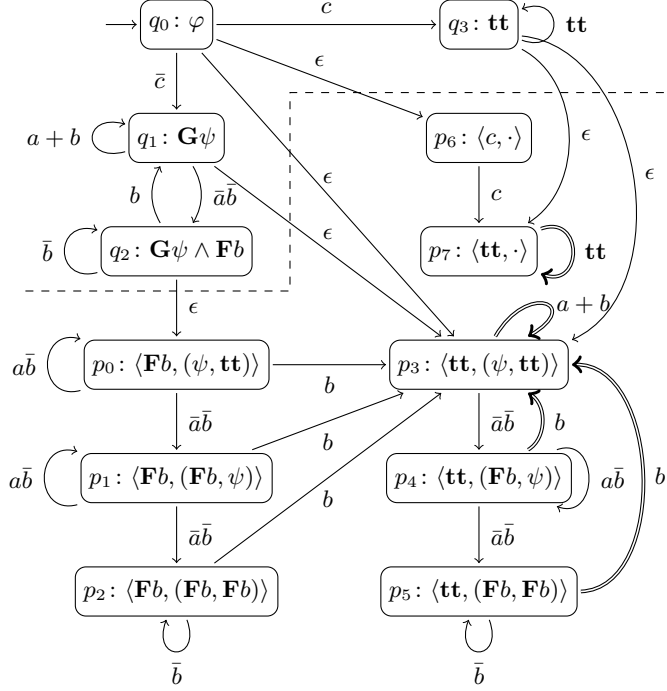 q₀: φ
c
q₃: tt
tt
c̄
ϵ
a + b
q₁: Gψ
p₆: ⟨c, ·⟩
ϵ
ϵ
b
āb̄
ϵ
c
b̄
q₂: Gψ ∧ Fb
ϵ
p₇: ⟨tt, ·⟩
tt
ϵ
a + b
ab̄
p₀: ⟨Fb, (ψ, tt)⟩
b
p₃: ⟨tt, (ψ, tt)⟩
āb̄
b
āb̄
b
ab̄
p₁: ⟨Fb, (Fb, ψ)⟩
p₄: ⟨tt, (Fb, ψ)⟩
ab̄
b
āb̄
b
āb̄
p₂: ⟨Fb, (Fb, Fb)⟩
p₅: ⟨tt, (Fb, Fb)⟩
b̄
b̄